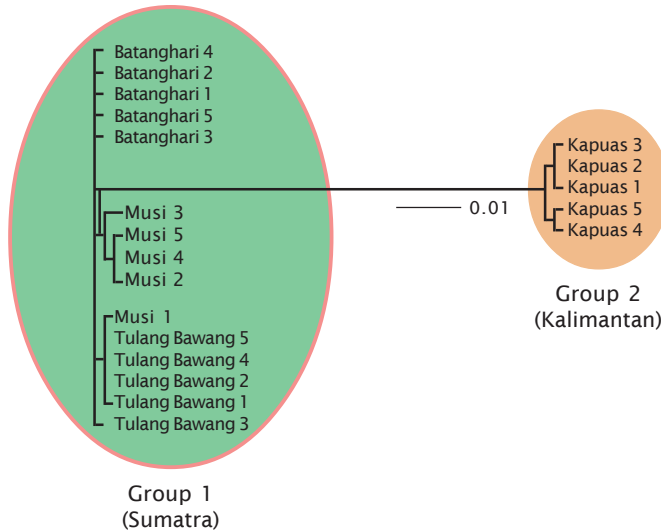 Batanghari 4
Batanghari 2
Batanghari 1
Batanghari 5
Batanghari 3
Musi 3
Musi 5
Musi 4
Musi 2
Musi 1
Tulang Bawang 5
Tulang Bawang 4
Tulang Bawang 2
Tulang Bawang 1
Tulang Bawang 3
Group 1
(Sumatra)
0.01
Kapuas 3
Kapuas 2
Kapuas 1
Kapuas 5
Kapuas 4
Group 2
(Kalimantan)